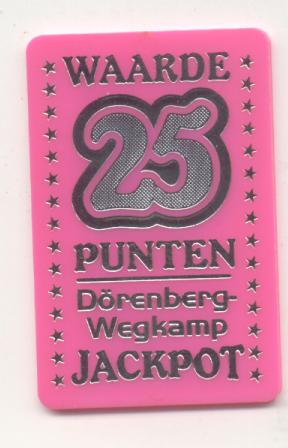 WAARDE
25
PUNTEN
Dörenberg-
Wegkamp
JACKPOT